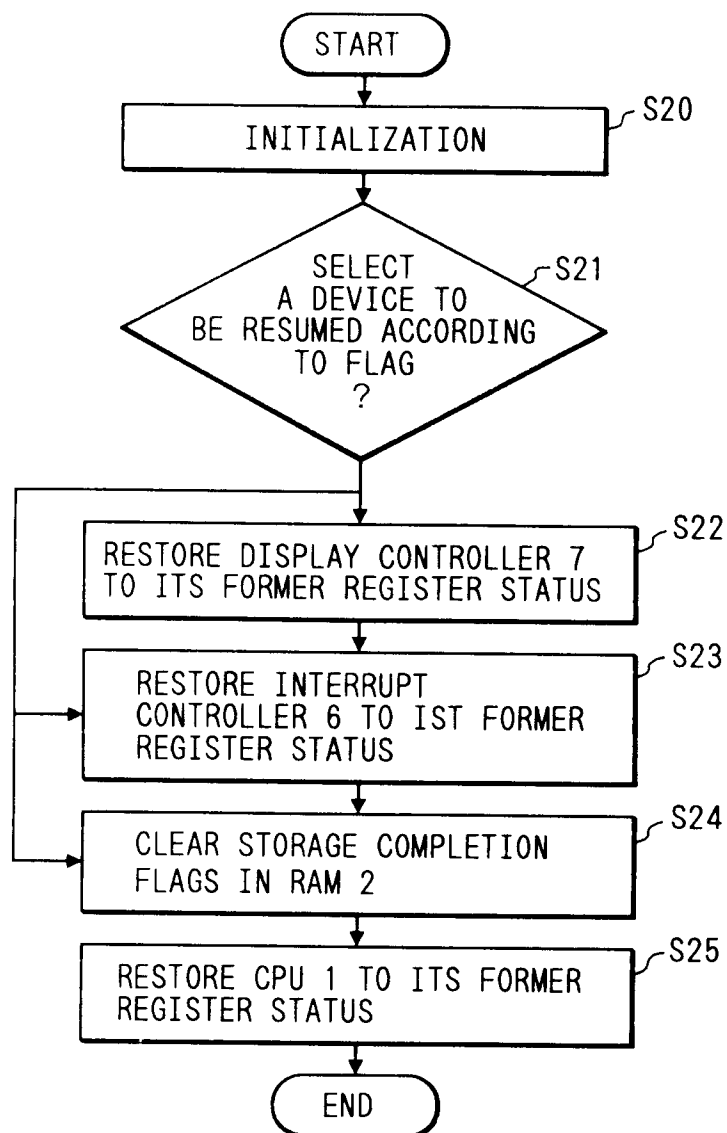 START
S20
INITIALIZATION
S21
SELECT
A DEVICE TO
BE RESUMED ACCORDING
TO FLAG
?
S22
RESTORE DISPLAY CONTROLLER 7
TO ITS FORMER REGISTER STATUS
S23
RESTORE INTERRUPT
CONTROLLER 6 TO IST FORMER
REGISTER STATUS
S24
CLEAR STORAGE COMPLETION
FLAGS IN RAM 2
S25
RESTORE CPU 1 TO ITS FORMER
REGISTER STATUS
END